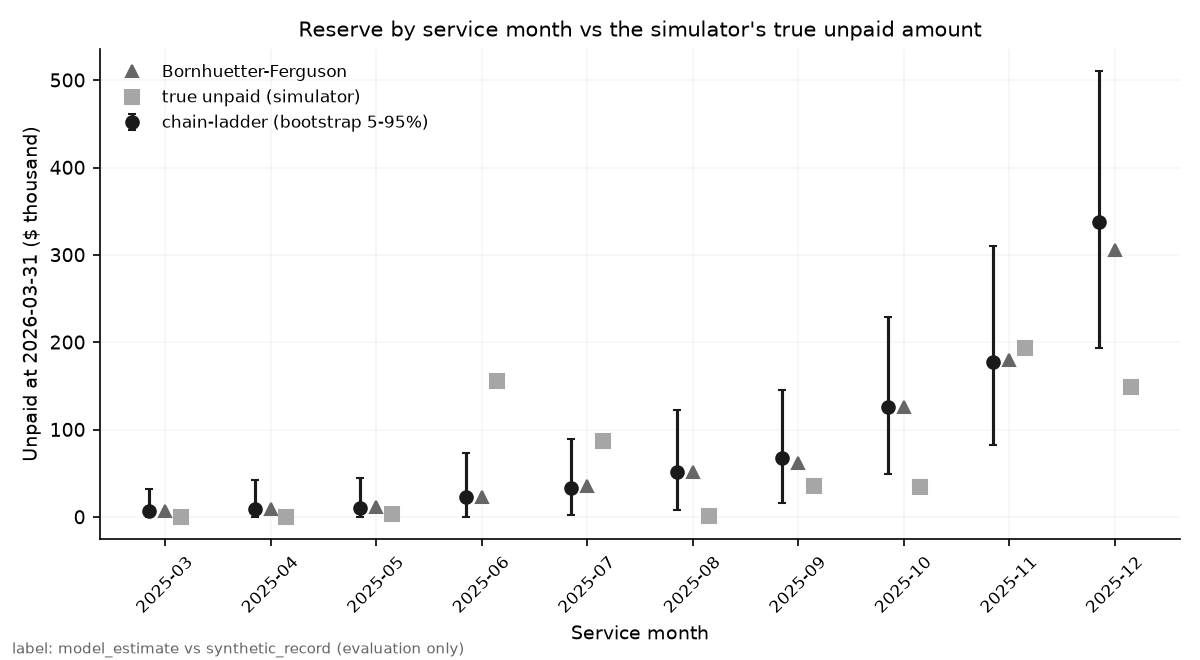 Reserve by service month vs the simulator's true unpaid amount
Bornhuetter-Ferguson
true unpaid (simulator)
chain-ladder (bootstrap 5-95%)
Unpaid at 2026-03-31 ($ thousand)
500
400
300
200
100
0
2025-03
2025-04
2025-05
2025-06
2025-07
2025-08
2025-09
2025-10
2025-11
2025-12
Service month
label: model_estimate vs synthetic_record (evaluation only)